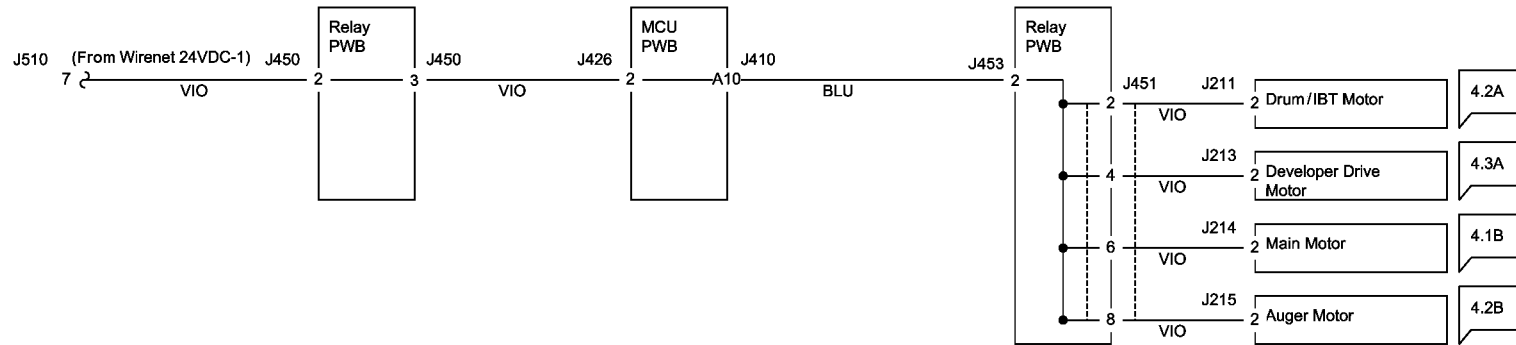 J510
7
(From Wirenet 24VDC-1)
VIO
J450
2
Relay
PWB
3
J450
VIO
J426
2
MCU
PWB
A10
J410
BLU
J453
2
Relay
PWB
2
J451
VIO
J211
2
Drum/IBT Motor
4.2A
4
VIO
J213
2
Developer Drive
Motor
4.3A
6
VIO
J214
2
Main Motor
4.1B
8
VIO
J215
2
Auger Motor
4.2B